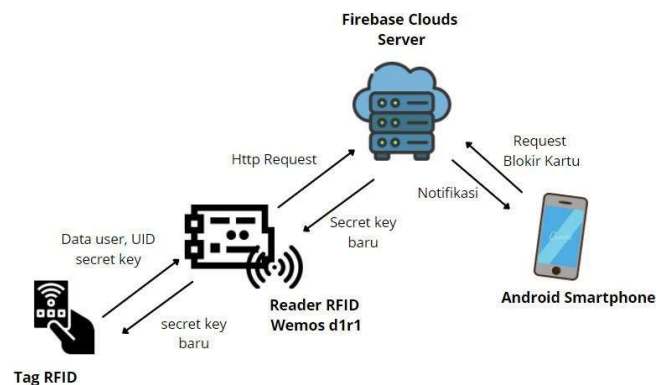 Firebase Clouds
Server
Http Request
Request
Blokir Kartu
Notifikasi
Secret key
baru
Data user, UID
secret key
Reader RFID
Wemos d1r1
Android Smartphone
secret key
baru
Tag RFID